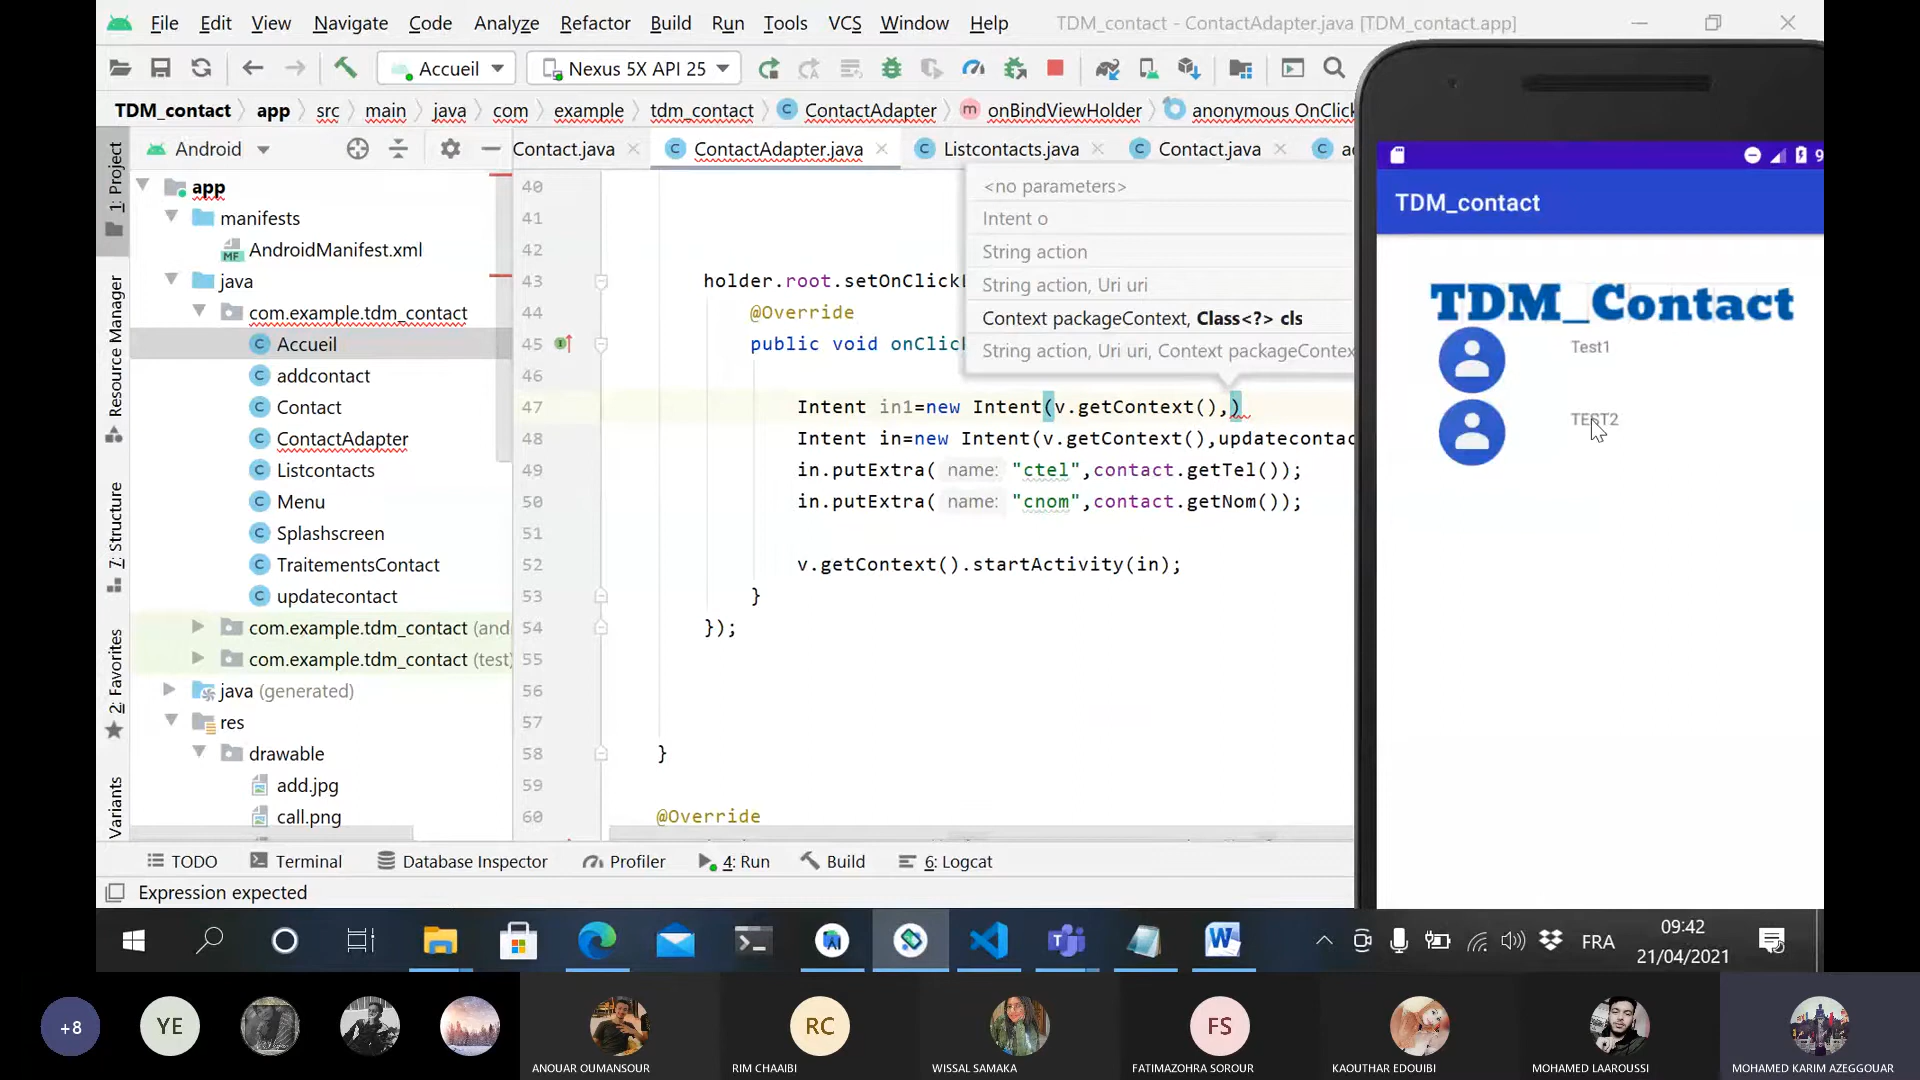 File Edit View Navigate Code Analyze Refactor Build Run Tools VCS Window Help TDM_contact - ContactAdapter.java [TDM_contact.app]
Accueil Nexus 5X API 25
TDM_contact app src main java com example tdm_contact ContactAdapter onBindViewHolder anonymous OnClick
Android Contact.java ContactAdapter.java Listcontacts.java Contact.java
1: Project
Resource Manager
7: Structure
2: Favorites
Variants
app
manifests
AndroidManifest.xml
java
com.example.tdm_contact
Accueil
addcontact
Contact
ContactAdapter
Listcontacts
Menu
Splashscreen
TraitementsContact
updatecontact
com.example.tdm_contact (and
com.example.tdm_contact (test)
java (generated)
res
drawable
add.jpg
call.png
<no parameters>
Intent o
String action
String action, Uri uri
Context packageContext, Class<?> cls
String action, Uri uri, Context packageContex
40
41
42
43 holder.root.setOnClickL
44 @Override
45 public void onClick
46
47 Intent in1=new Intent(v.getContext(),)
48 Intent in=new Intent(v.getContext(),updatecontac
49 in.putExtra( name: "ctel",contact.getTel());
50 in.putExtra( name: "cnom",contact.getNom());
51
52 v.getContext().startActivity(in);
53 }
54 });
55
56
57
58 }
59
60 @Override
TODO Terminal Database Inspector Profiler 4: Run Build 6: Logcat
Expression expected
9
TDM_contact
TDM_Contact
Test1
TEST2
FRA
09:42
21/04/2021
+8 YE RC FS
ANOUAR OUMANSOUR RIM CHAAIBI WISSAL SAMAKA FATIMAZOHRA SOROUR KAOUTHAR EDOUIBI MOHAMED LAAROUSSI MOHAMED KARIM AZEGGOUAR